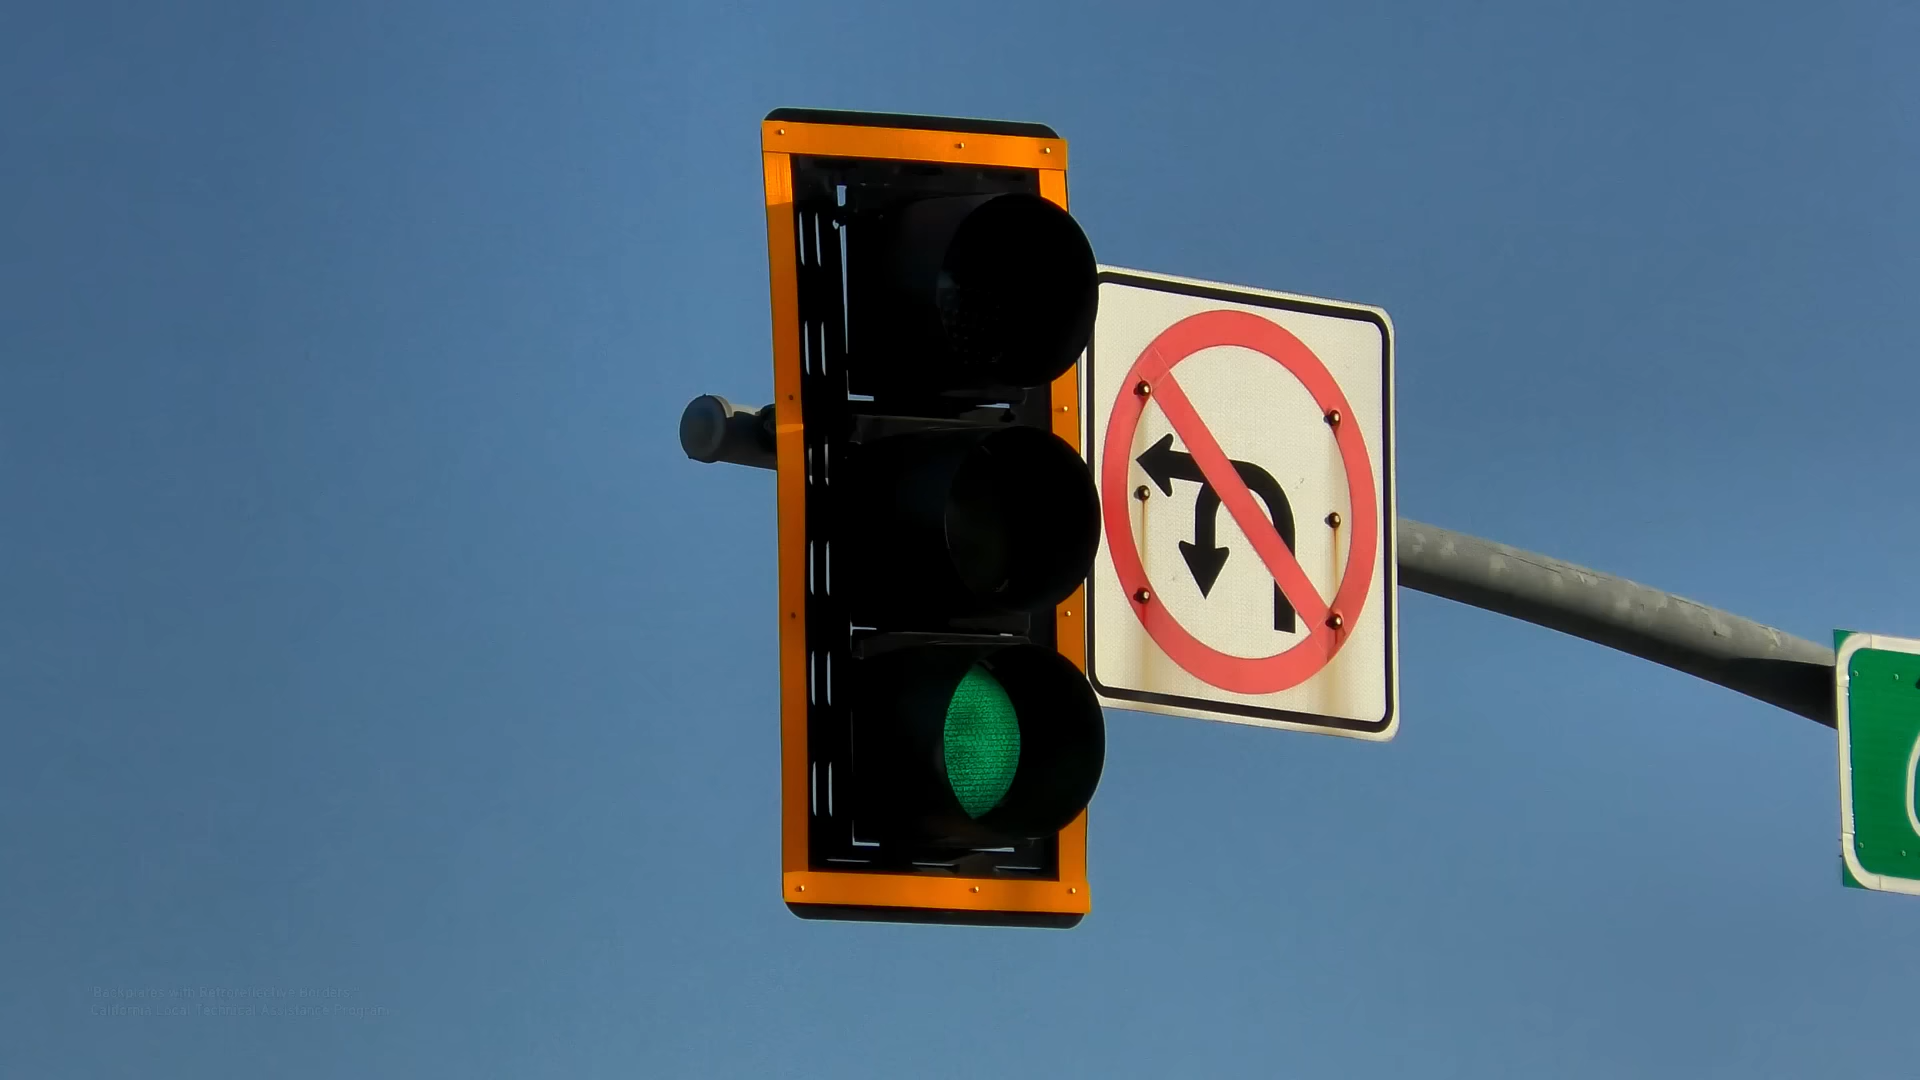 "Backplates with Retroreflective Borders"
California Local Technical Assistance Program